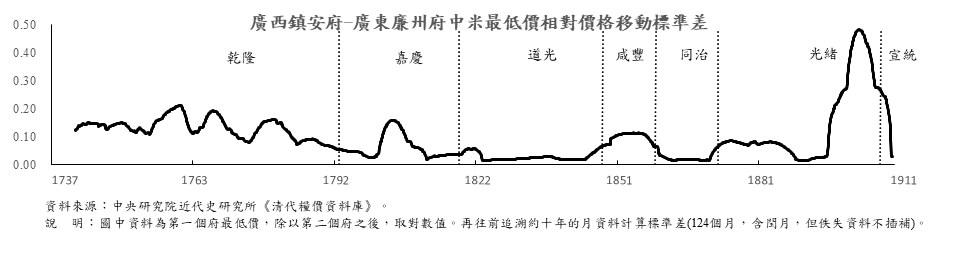 廣西鎮安府-廣東廉州府中米最低價相對價格移動標準差
0.50
0.40
0.30
0.20
0.10
0.00
乾隆
嘉慶
道光
咸豐
同治
光緒
宣統
1737
1763
1792
1822
1851
1881
1911
資料來源：中央研究院近代史研究所《清代糧價資料庫》。
說　明：圖中資料為第一個府最低價，除以第二個府之後，取對數值。再往前追溯約十年的月資料計算標準差(124個月，含閏月，但佚失資料不插補)。